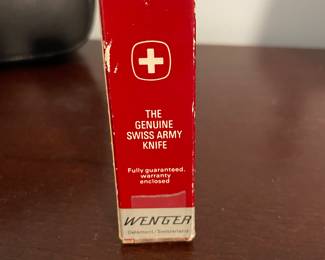 THE
GENUINE
SWISS ARMY
KNIFE
Fully guaranteed.
warranty
enclosed
WENGER
Delémont/Switzerland